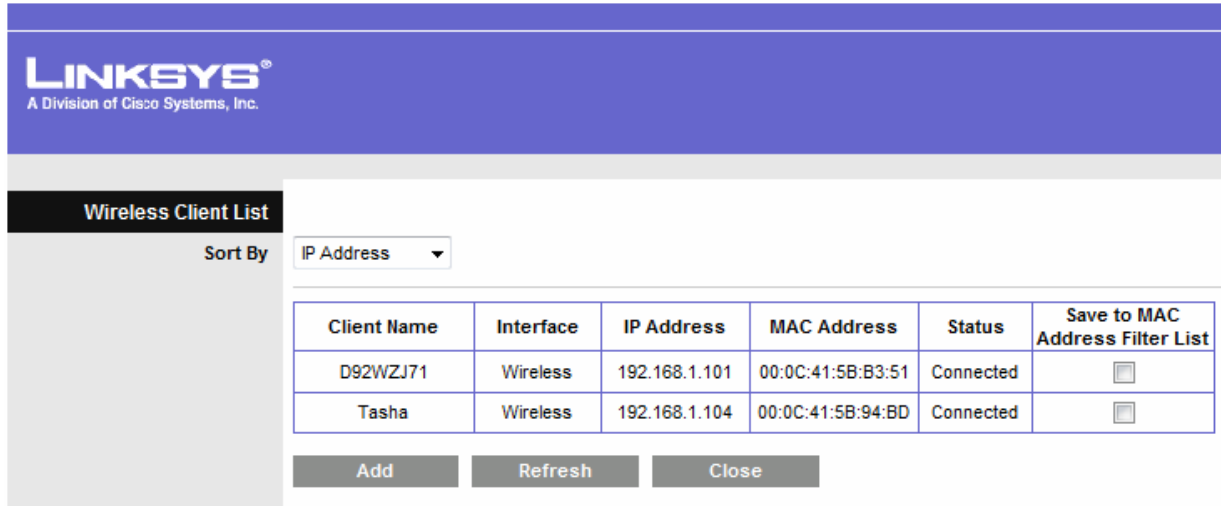 LINKSYS®
A Division of Cisco Systems, Inc.
Wireless Client List
Sort By IP Address
Client Name Interface IP Address MAC Address Status Save to MAC
Address Filter List
D92WZJ71 Wireless 192.168.1.101 00:0C:41:5B:B3:51 Connected
Tasha Wireless 192.168.1.104 00:0C:41:5B:94:BD Connected
Add Refresh Close